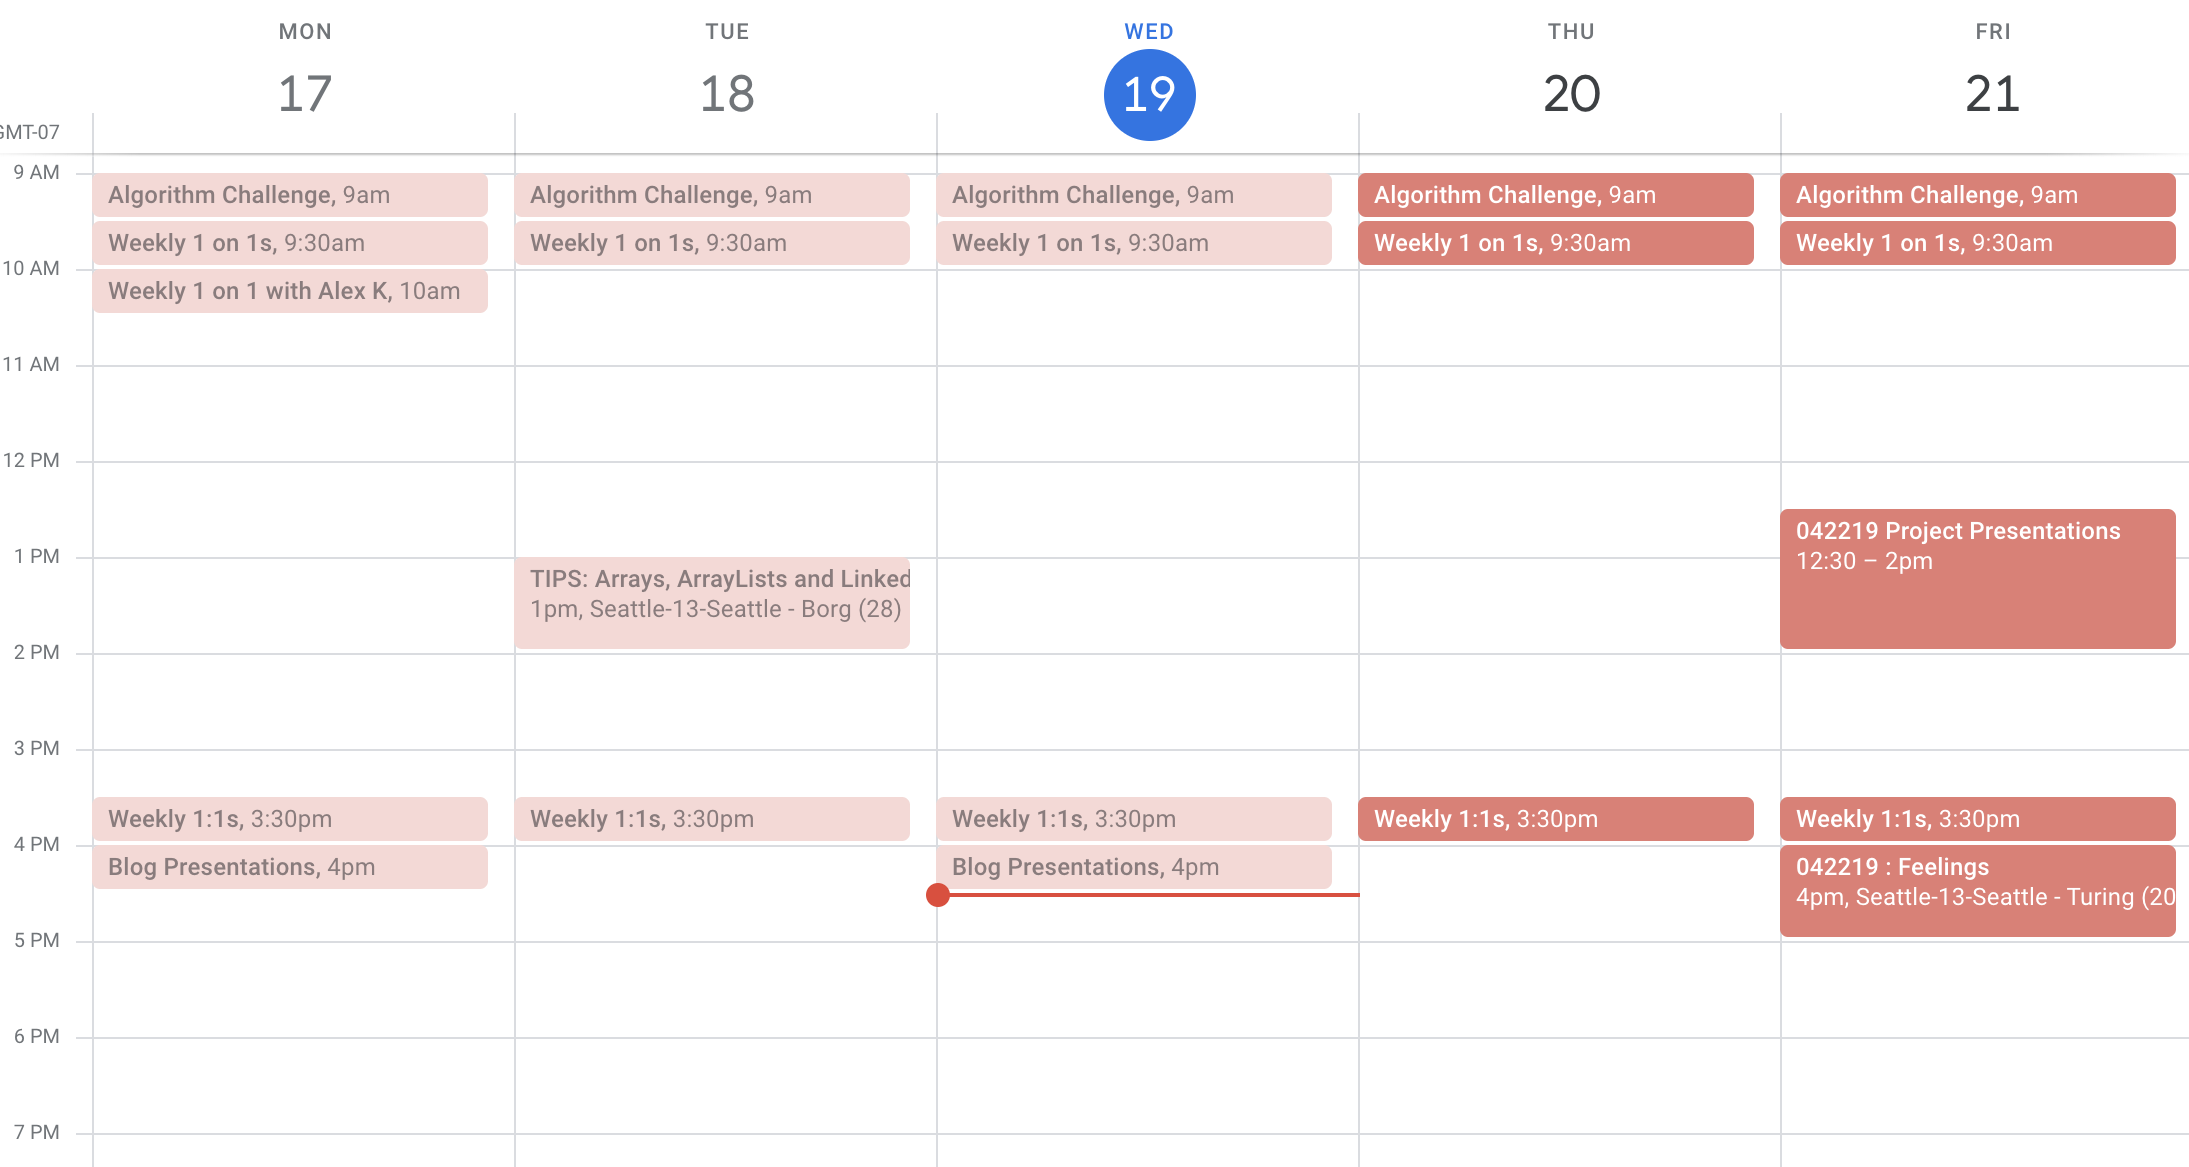 MON
TUE
WED
THU
FRI
17
18
19
20
21
GMT-07
9 AM
Algorithm Challenge, 9am
Algorithm Challenge, 9am
Algorithm Challenge, 9am
Algorithm Challenge, 9am
Algorithm Challenge, 9am
Weekly 1 on 1s, 9:30am
Weekly 1 on 1s, 9:30am
Weekly 1 on 1s, 9:30am
Weekly 1 on 1s, 9:30am
Weekly 1 on 1s, 9:30am
10 AM
Weekly 1 on 1 with Alex K, 10am
11 AM
12 PM
042219 Project Presentations
12:30 – 2pm
1 PM
TIPS: Arrays, ArrayLists and Linked
1pm, Seattle-13-Seattle - Borg (28)
2 PM
3 PM
Weekly 1:1s, 3:30pm
Weekly 1:1s, 3:30pm
Weekly 1:1s, 3:30pm
Weekly 1:1s, 3:30pm
Weekly 1:1s, 3:30pm
4 PM
Blog Presentations, 4pm
Blog Presentations, 4pm
042219 : Feelings
4pm, Seattle-13-Seattle - Turing (20
5 PM
6 PM
7 PM